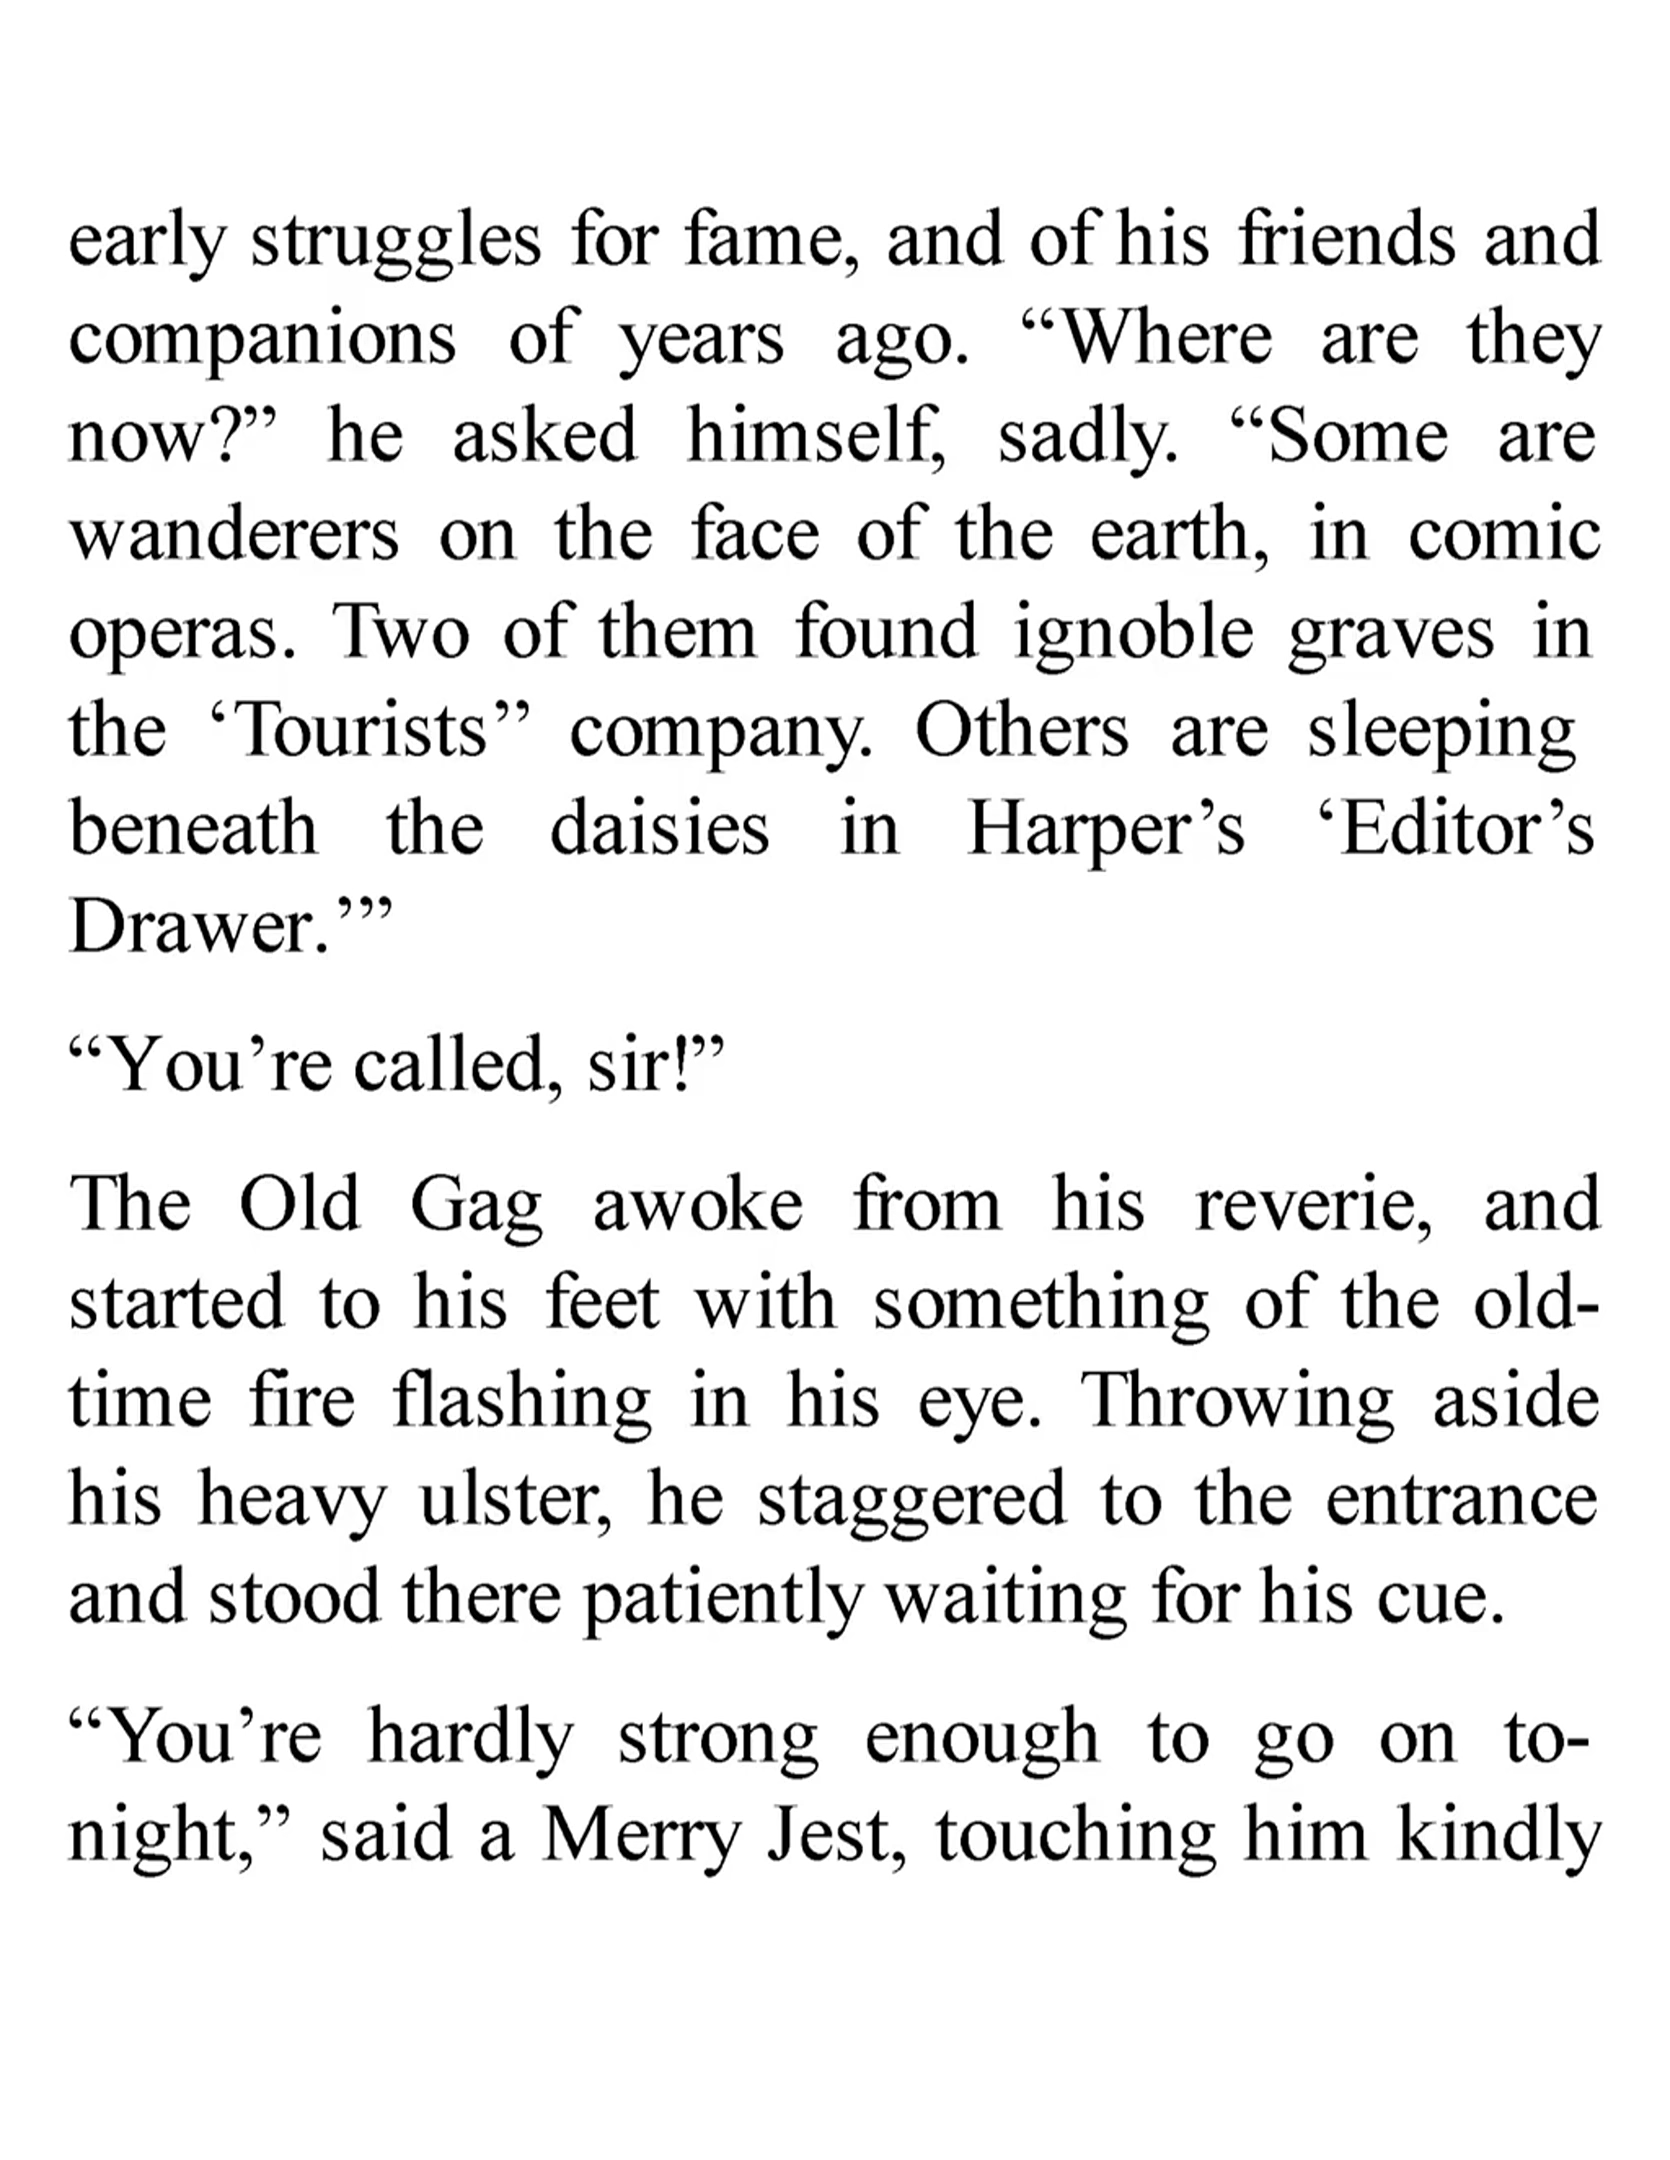 early struggles for fame, and of his friends and
companions of years ago. “Where are they
now?” he asked himself, sadly. “Some are
wanderers on the face of the earth, in comic
operas. Two of them found ignoble graves in
the ‘Tourists’’ company. Others are sleeping
beneath the daisies in Harper’s ‘Editor’s
Drawer.’”
“You’re called, sir!”
The Old Gag awoke from his reverie, and
started to his feet with something of the old-
time fire flashing in his eye. Throwing aside
his heavy ulster, he staggered to the entrance
and stood there patiently waiting for his cue.
“You’re hardly strong enough to go on to-
night,” said a Merry Jest, touching him kindly